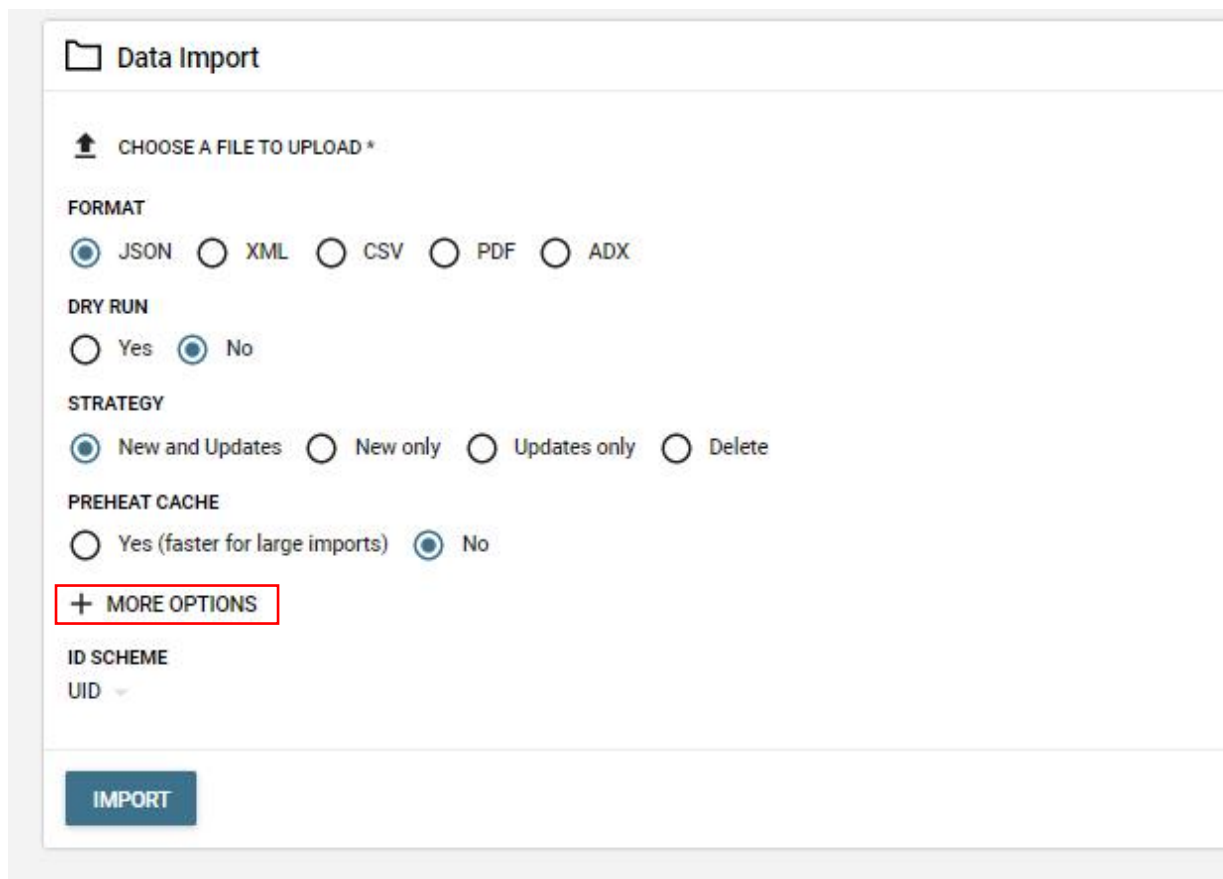 Data Import
CHOOSE A FILE TO UPLOAD *
FORMAT
JSON XML CSV PDF ADX
DRY RUN
Yes No
STRATEGY
New and Updates New only Updates only Delete
PREHEAT CACHE
Yes (faster for large imports) No
+ MORE OPTIONS
ID SCHEME
UID
IMPORT